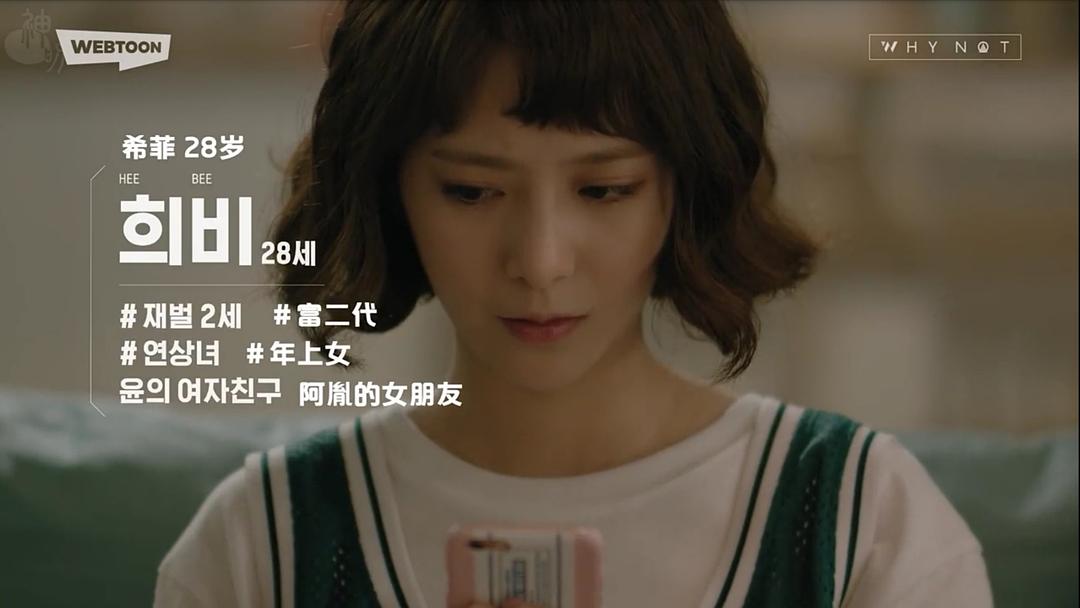 神
WEBTOON
WHY NOT
希菲 28岁
HEE BEE
희비 28세
#재벌 2세 #富二代
#연상녀 #年上女
윤의 여자친구 阿胤的女朋友